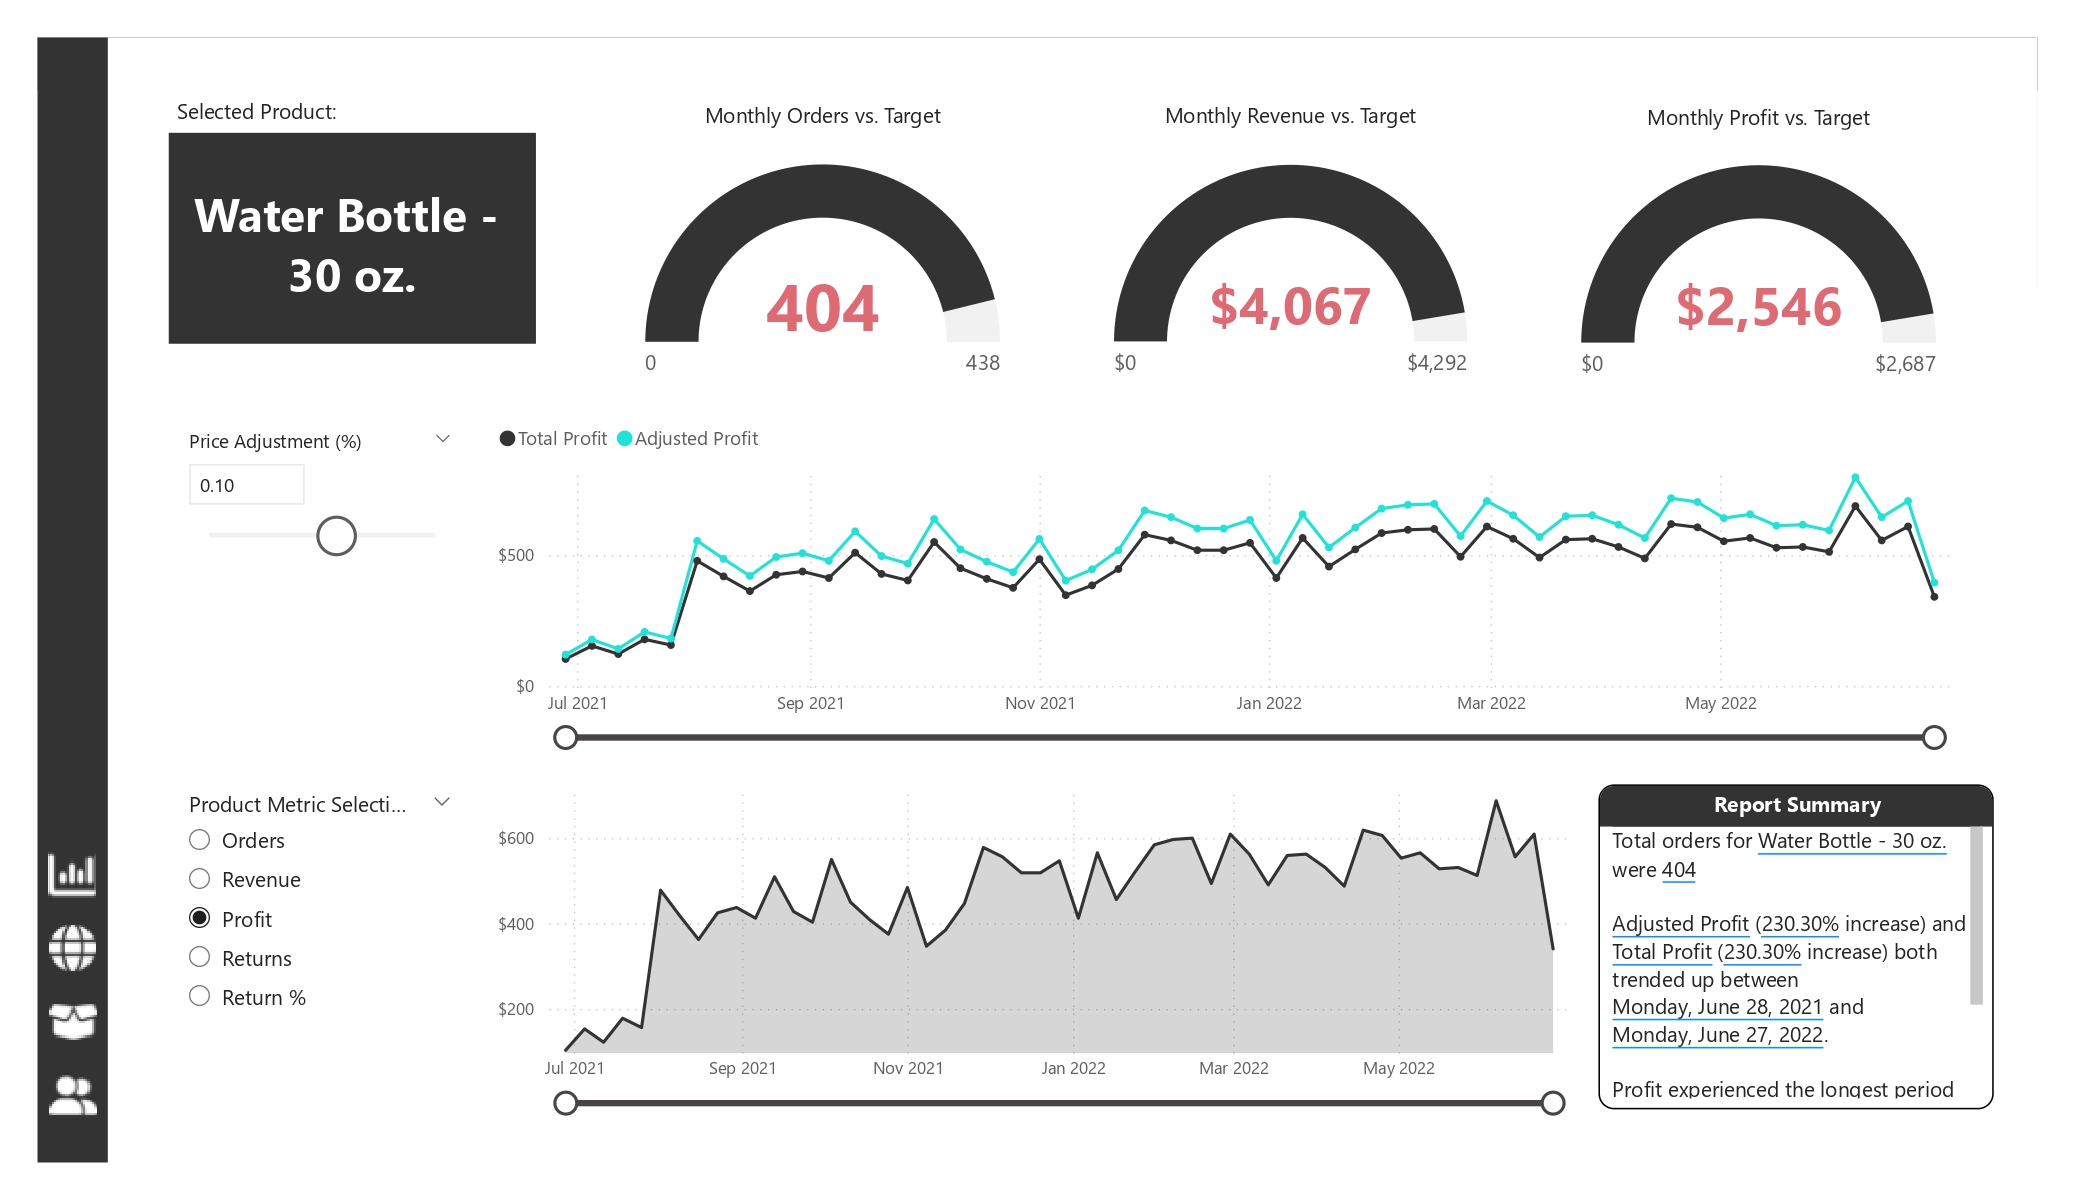 Selected Product:
Water Bottle -
30 oz.
Monthly Orders vs. Target
404
0
438
Monthly Revenue vs. Target
$4,067
$0
$4,292
Monthly Profit vs. Target
$2,546
$0
$2,687
Price Adjustment (%)
0.10
Total Profit Adjusted Profit
$500
$0
Jul 2021 Sep 2021 Nov 2021 Jan 2022 Mar 2022 May 2022
Product Metric Selecti...
Orders
Revenue
Profit
Returns
Return %
$600
$400
$200
Jul 2021 Sep 2021 Nov 2021 Jan 2022 Mar 2022 May 2022
Report Summary
Total orders for Water Bottle - 30 oz.
were 404
Adjusted Profit (230.30% increase) and
Total Profit (230.30% increase) both
trended up between
Monday, June 28, 2021 and
Monday, June 27, 2022.
Profit experienced the longest period